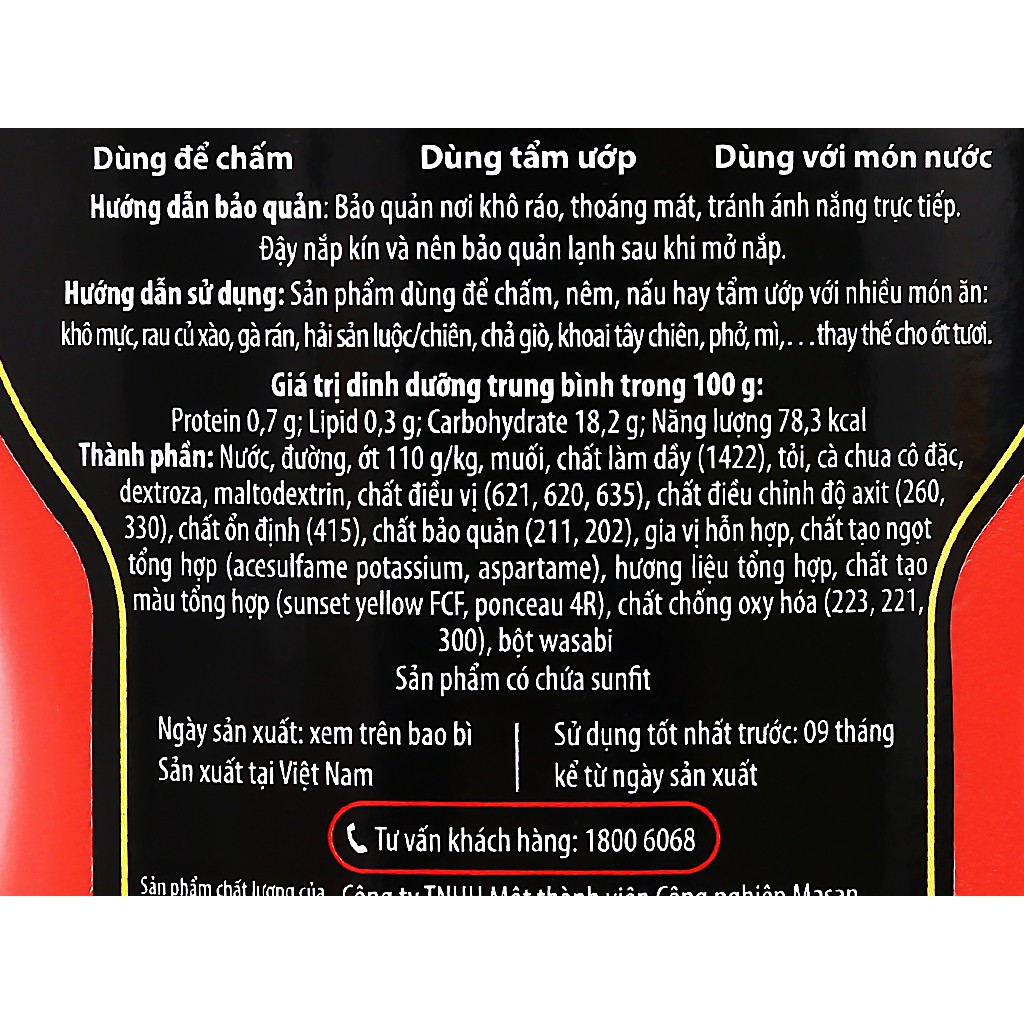 Dùng để chấm
Dùng tẩm ướp
Dùng với món nước
Hướng dẫn bảo quản: Bảo quản nơi khô ráo, thoáng mát, tránh ánh nắng trực tiếp.
Đậy nắp kín và nên bảo quản lạnh sau khi mở nắp.
Hướng dẫn sử dụng: Sản phẩm dùng để chấm, nêm, nấu hay tẩm ướp với nhiều món ăn:
khô mực, rau củ xào, gà rán, hải sản luộc/chiên, chả giò, khoai tây chiên, phở, mì,...thay thế cho ớt tươi.
Giá trị dinh dưỡng trung bình trong 100 g:
Protein 0,7 g; Lipid 0,3 g; Carbohydrate 18,2 g; Năng lượng 78,3 kcal
Thành phần: Nước, đường, ớt 110 g/kg, muối, chất làm dầy (1422), tỏi, cà chua cô đặc,
dextroza, maltodextrin, chất điều vị (621, 620, 635), chất điều chỉnh độ axit (260,
330), chất ổn định (415), chất bảo quản (211, 202), gia vị hỗn hợp, chất tạo ngọt
tổng hợp (acesulfame potassium, aspartame), hương liệu tổng hợp, chất tạo
màu tổng hợp (sunset yellow FCF, ponceau 4R), chất chống oxy hóa (223, 221,
300), bột wasabi
Sản phẩm có chứa sunfit
Ngày sản xuất: xem trên bao bì
Sản xuất tại Việt Nam
Sử dụng tốt nhất trước: 09 tháng
kể từ ngày sản xuất
Tư vấn khách hàng: 1800 6068
Sản phẩm chất lượng của
Công ty TNHH Một thành viên Công nghiệp Masan